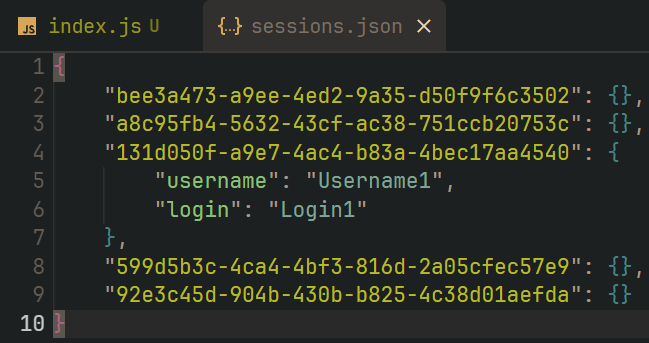 JS index.js U {..} sessions.json ×
1 {
2 "bee3a473-a9ee-4ed2-9a35-d50f9f6c3502": {},
3 "a8c95fb4-5632-43cf-ac38-751ccb20753c": {},
4 "131d050f-a9e7-4ac4-b83a-4bec17aa4540": {
5 "username": "Username1",
6 "login": "Login1"
7 },
8 "599d5b3c-4ca4-4bf3-816d-2a05cfec57e9": {},
9 "92e3c45d-904b-430b-b825-4c38d01aefda": {}
10 }